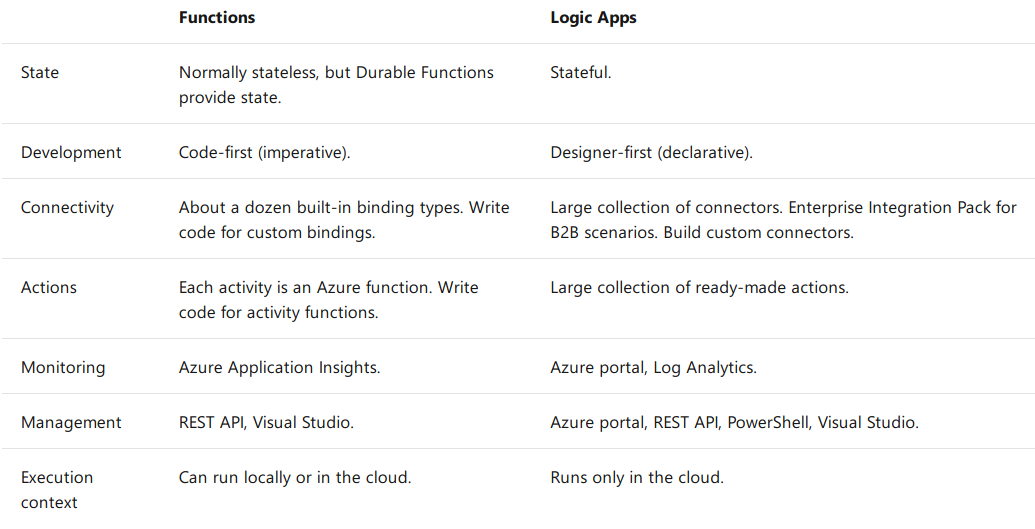 Functions Logic Apps
State Normally stateless, but Durable Functions Stateful.
provide state.
Development Code-first (imperative). Designer-first (declarative).
Connectivity About a dozen built-in binding types. Write Large collection of connectors. Enterprise Integration Pack for
code for custom bindings. B2B scenarios. Build custom connectors.
Actions Each activity is an Azure function. Write Large collection of ready-made actions.
code for activity functions.
Monitoring Azure Application Insights. Azure portal, Log Analytics.
Management REST API, Visual Studio. Azure portal, REST API, PowerShell, Visual Studio.
Execution Can run locally or in the cloud. Runs only in the cloud.
context